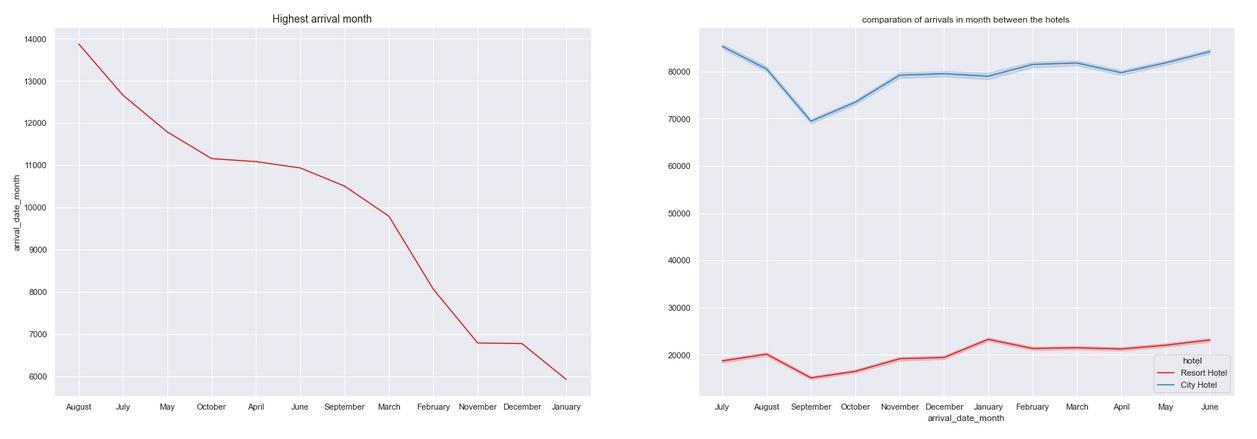 Highest arrival month
14000
13000
12000
11000
10000
9000
8000
7000
6000
arrival_date_month
August July May October April June September March February November December January
comparation of arrivals in month between the hotels
80000
70000
60000
50000
40000
30000
20000
hotel
Resort Hotel
City Hotel
July August September October November December January February March April May June
arrival_date_month